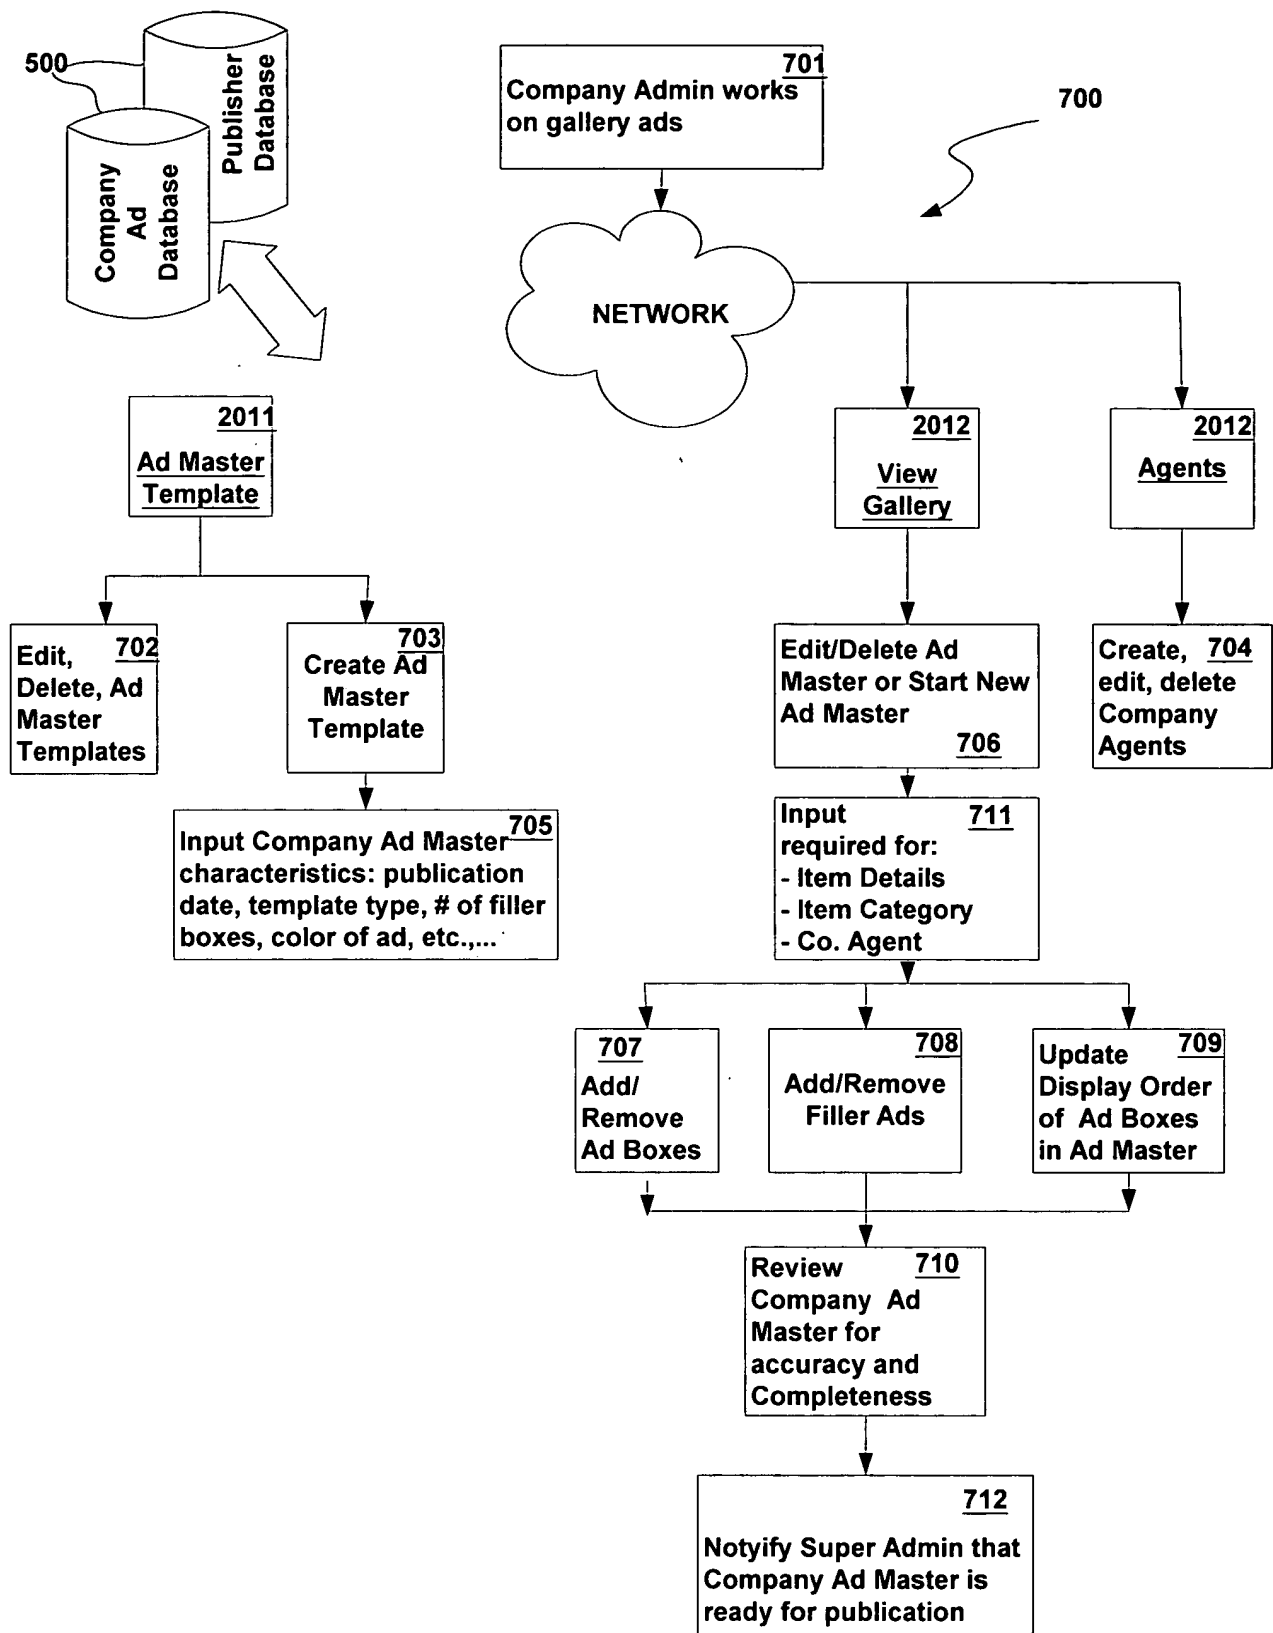 500
Publisher
Database
Company
Ad
Database
701
Company Admin works
on gallery ads
700
NETWORK
2011
Ad Master
Template
2012
View
Gallery
2012
Agents
702
Edit,
Delete, Ad
Master
Templates
703
Create Ad
Master
Template
Edit/Delete Ad
Master or Start New
Ad Master
706
Create, 704
edit, delete
Company
Agents
705
Input Company Ad Master
characteristics: publication
date, template type, # of filler
boxes, color of ad, etc.,...
Input 711
required for:
- Item Details
- Item Category
- Co. Agent
707
Add/
Remove
Ad Boxes
708
Add/Remove
Filler Ads
Update 709
Display Order
of Ad Boxes
in Ad Master
Review 710
Company Ad
Master for
accuracy and
Completeness
712
Notyify Super Admin that
Company Ad Master is
ready for publication